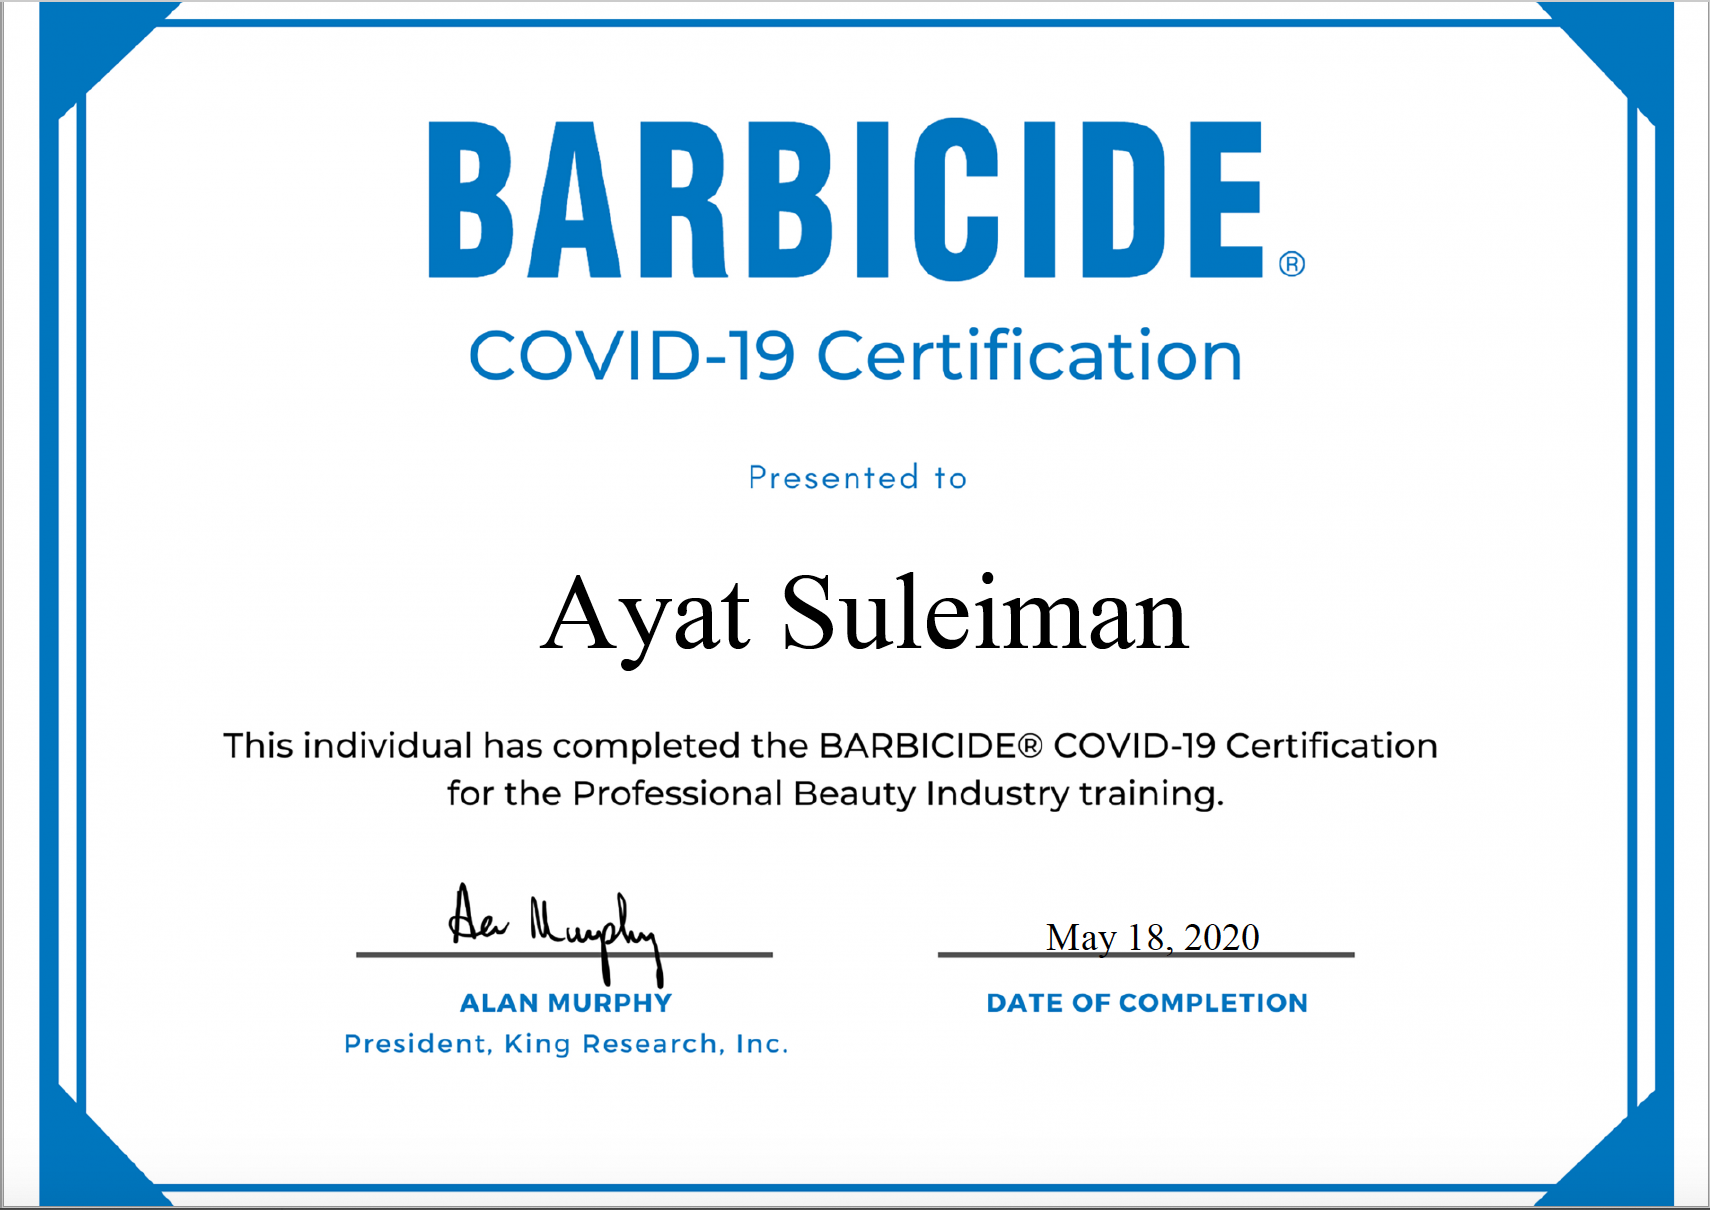 BARBICIDE®
COVID-19 Certification
Presented to
Ayat Suleiman
This individual has completed the BARBICIDE® COVID-19 Certification
for the Professional Beauty Industry training.
Alan Murphy
May 18, 2020
ALAN MURPHY
DATE OF COMPLETION
President, King Research, Inc.